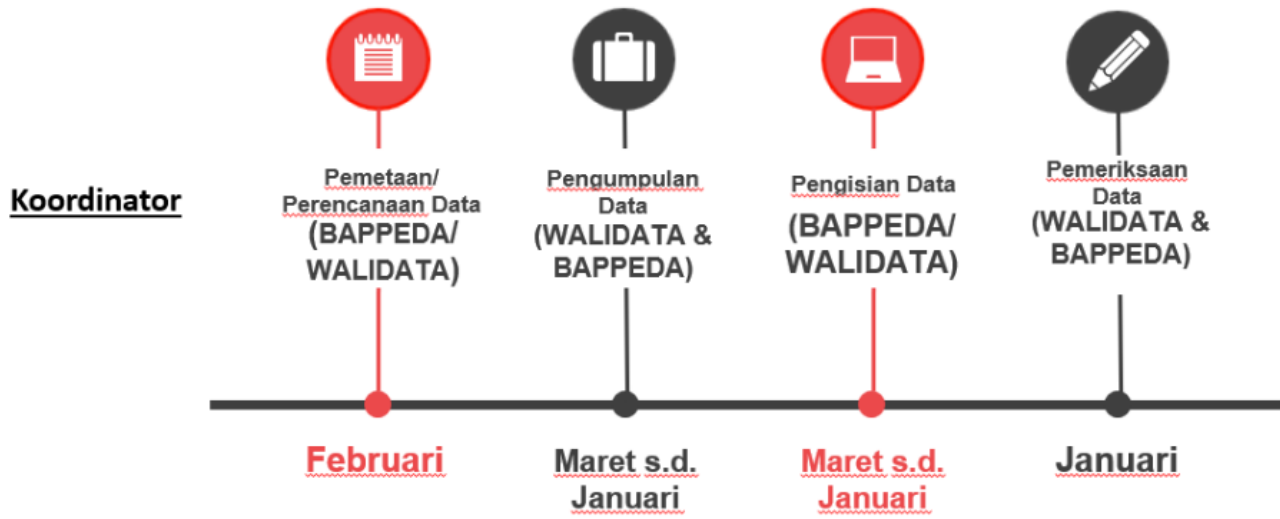 Koordinator
Pemetaan/
Perencanaan Data
(BAPPEDA/
WALIDATA)
Pengumpulan
Data
(WALIDATA &
BAPPEDA)
Pengisian Data
(BAPPEDA/
WALIDATA)
Pemeriksaan
Data
(WALIDATA &
BAPPEDA)
Februari
Maret s.d.
Januari
Maret s.d.
Januari
Januari